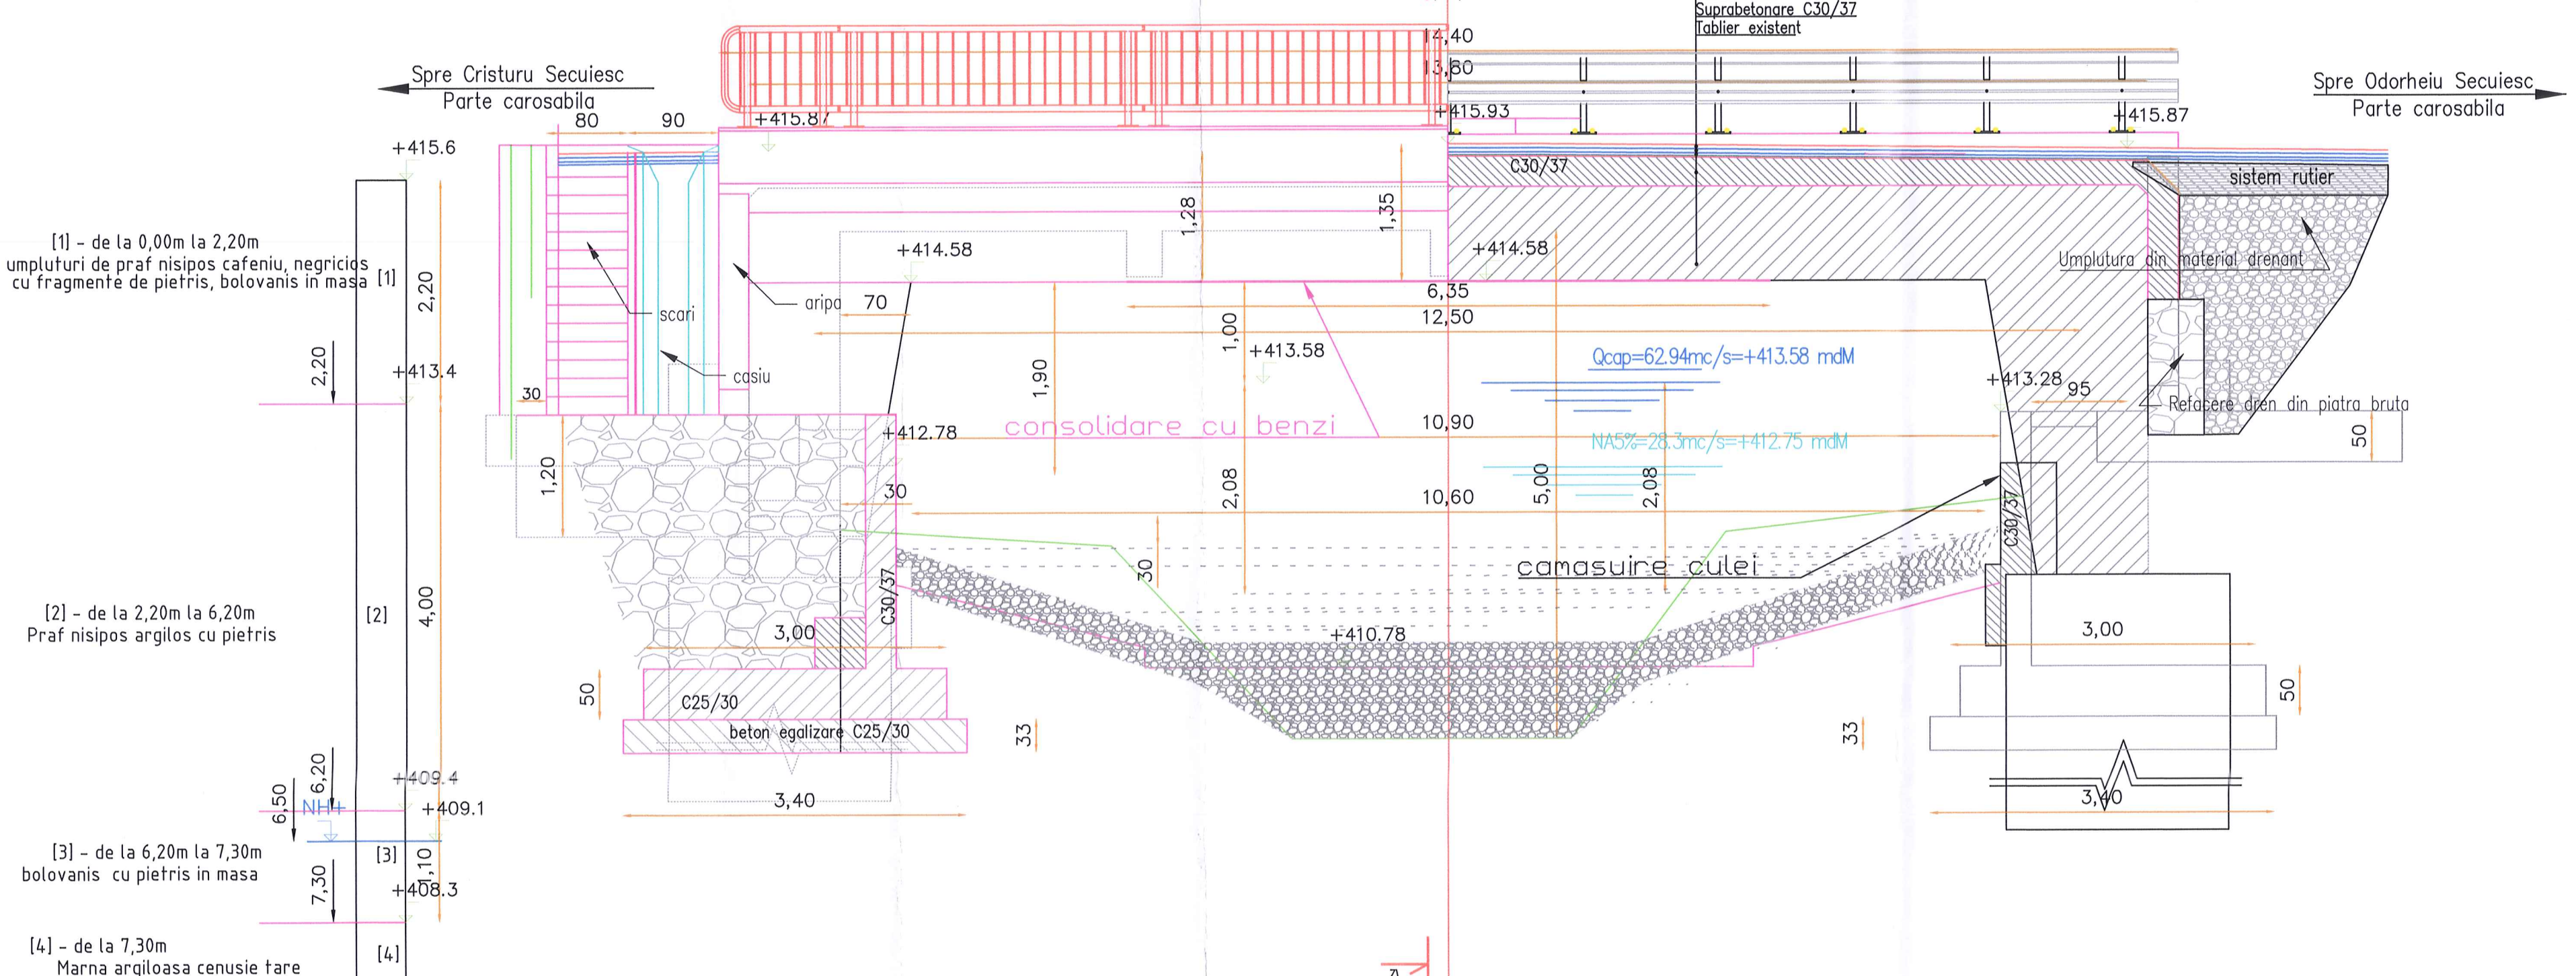 Suprabetonare C30/37
Tablier existent
14,40
13,80
Spre Cristuru Secuiesc
Parte carosabila
Spre Odorheiu Secuiesc
Parte carosabila
80
90
+415.87
+415.93
+415.87
+415.6
C30/37
sistem rutier
[1] - de la 0,00m la 2,20m
umpluturi de praf nisipos cafeniu, negricios
cu fragmente de pietris, bolovanis in masa
[1]
2,20
1,28
1,35
+414.58
+414.58
Umplutura din material drenant
scari
aripa
70
6,35
12,50
1,00
+413.58
Qcap=62.94mc/s=+413.58 mdM
2,20
+413.4
casiu
1,90
+413.28
95
30
Refacere dren din piatra bruta
+412.78
consolidare cu benzi
10,90
NA5%=28.3mc/s=+412.75 mdM
50
1,20
30
2,08
10,60
5,00
2,08
C30/37
30
camasuire culei
C30/37
[2] - de la 2,20m la 6,20m
Praf nisipos argilos cu pietris
[2]
4,00
3,00
+410.78
3,00
50
C25/30
50
beton egalizare C25/30
33
33
+409.4
6,20
6,50
NH+
+409.1
3,40
3,40
[3] - de la 6,20m la 7,30m
bolovanis cu pietris in masa
[3]
1,10
7,30
+408.3
[4] - de la 7,30m
Marna argiloasa cenusie tare
[4]